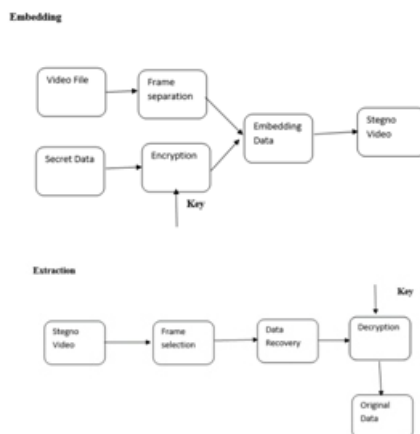 Embedding
Video File
Frame
separation
Embedding
Data
Stegno
Video
Secret Data
Encryption
Key
Extraction
Key
Stegno
Video
Frame
selection
Data
Recovery
Decryption
Original
Data